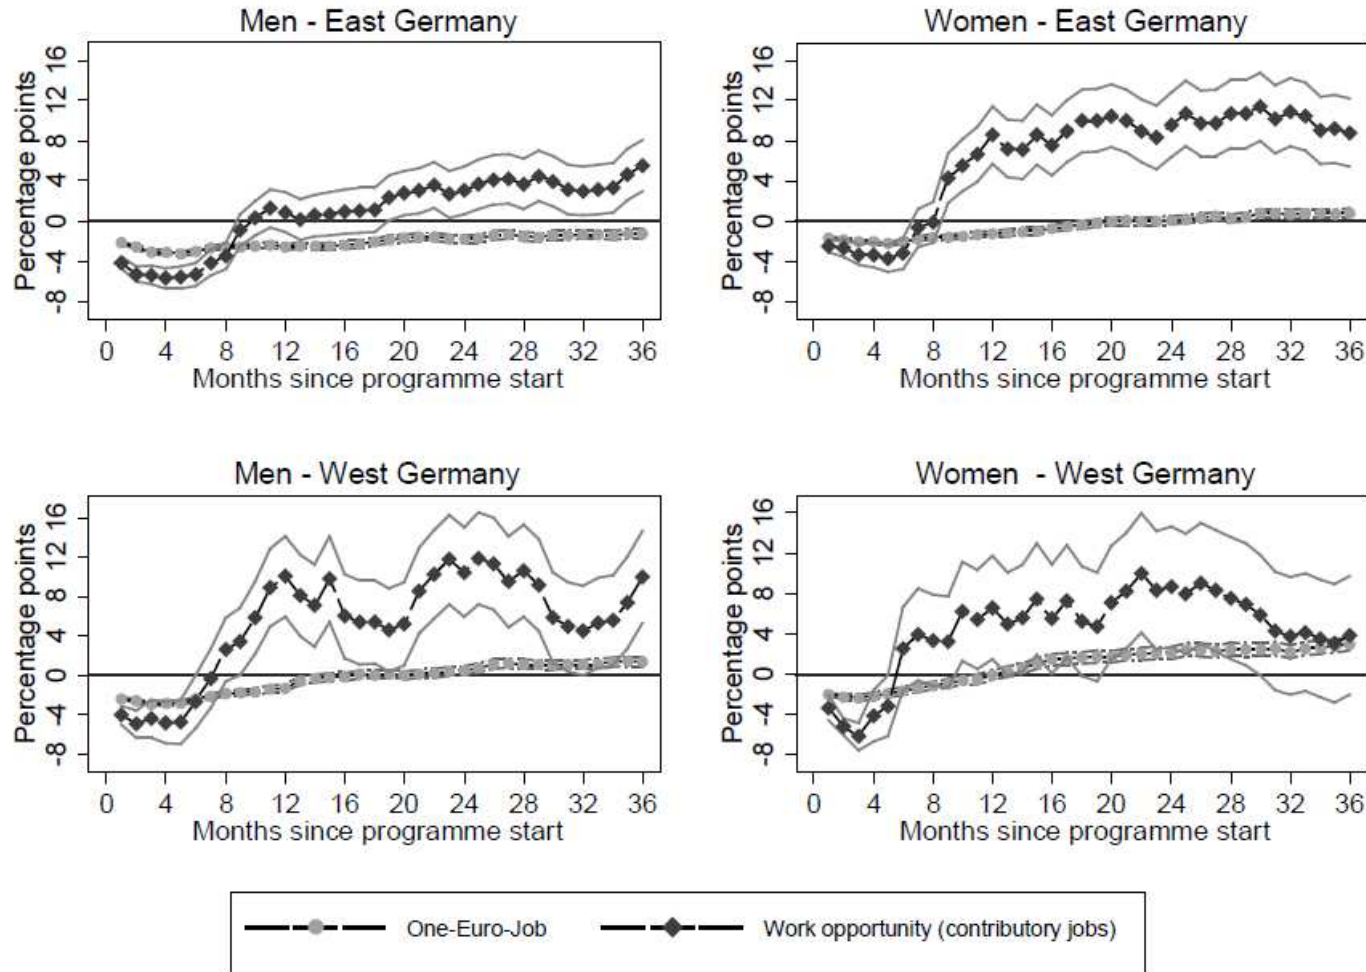 Men - East Germany
Women - East Germany
Percentage points
16
12
8
4
0
-4
-8
0 4 8 12 16 20 24 28 32 36
Months since programme start
Percentage points
16
12
8
4
0
-4
-8
0 4 8 12 16 20 24 28 32 36
Months since programme start
Men - West Germany
Women - West Germany
Percentage points
16
12
8
4
0
-4
-8
0 4 8 12 16 20 24 28 32 36
Months since programme start
Percentage points
16
12
8
4
0
-4
-8
0 4 8 12 16 20 24 28 32 36
Months since programme start
One-Euro-Job
Work opportunity (contributory jobs)